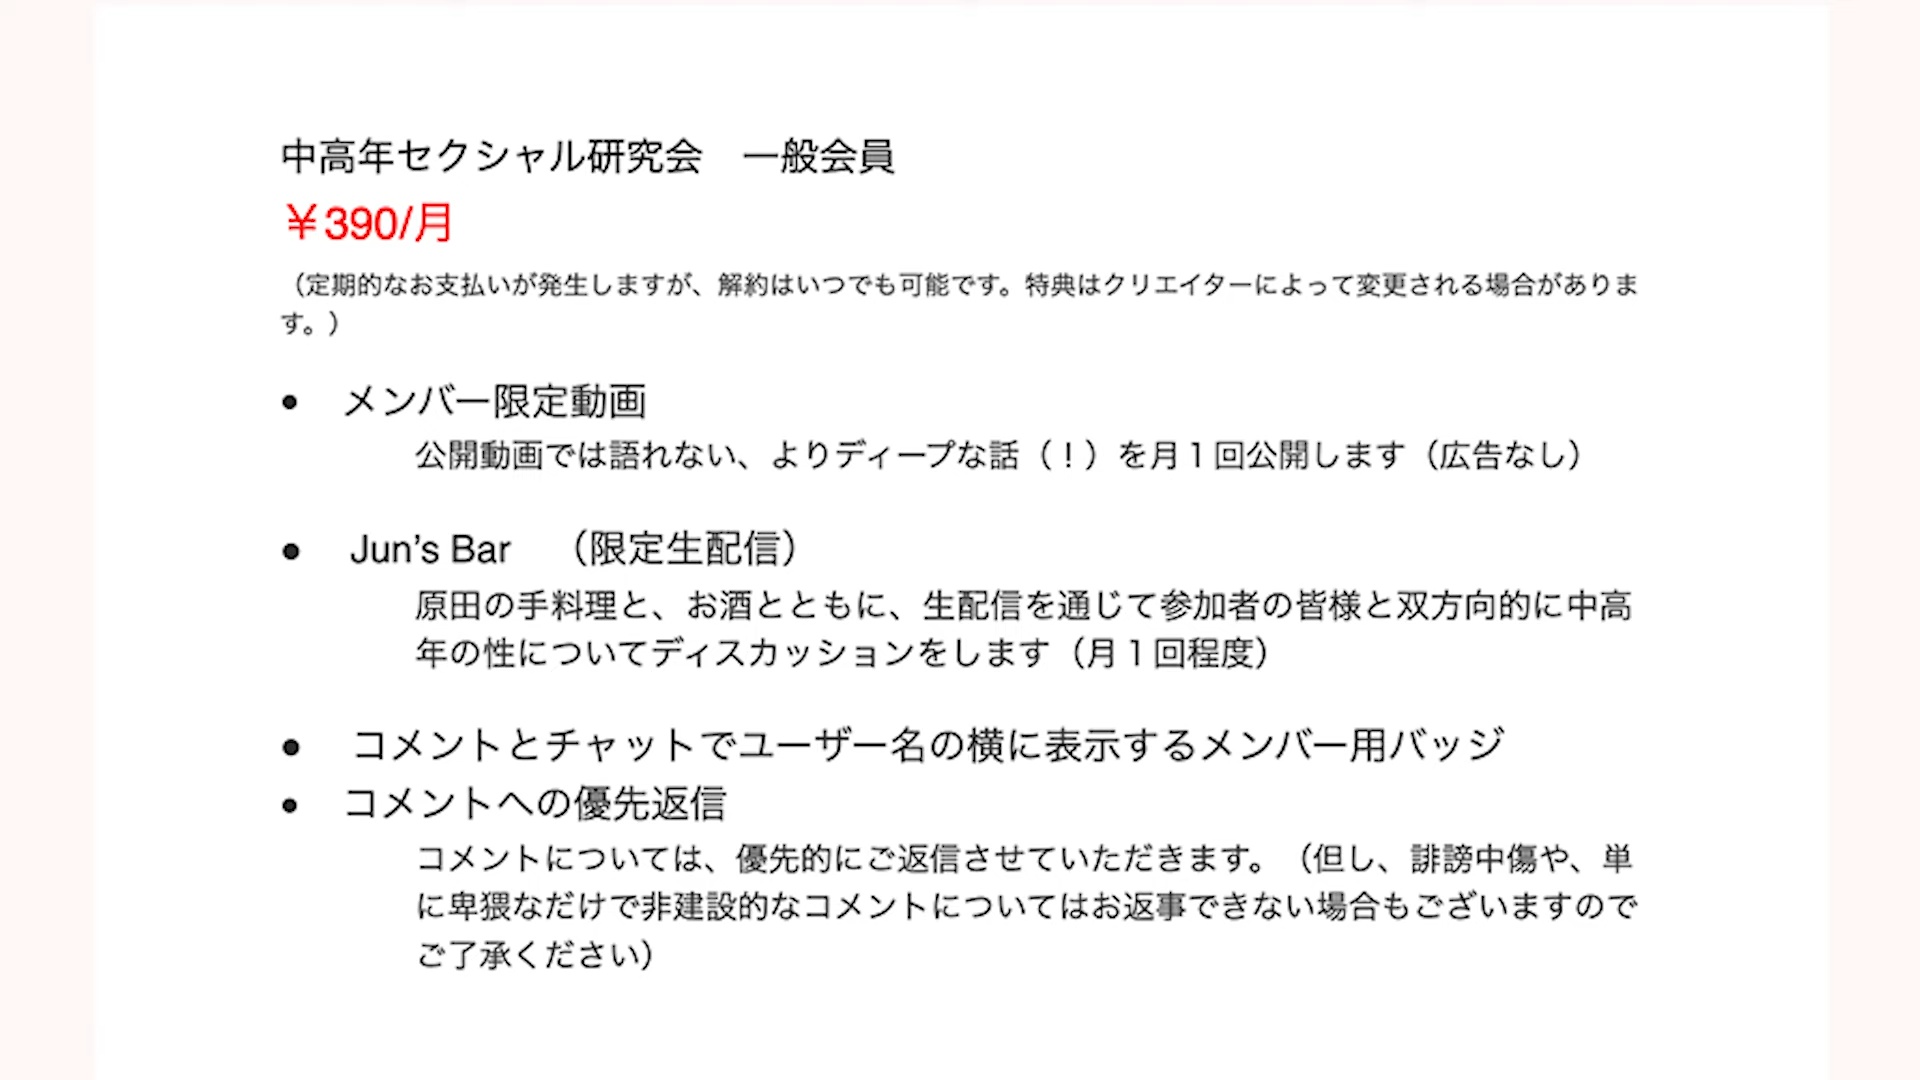 中高年セクシャル研究会　一般会員
￥390/月
（定期的なお支払いが発生しますが、解約はいつでも可能です。特典はクリエイターによって変更される場合がありま
す。）
● メンバー限定動画
公開動画では語れない、よりディープな話（！）を月１回公開します（広告なし）
● Jun’s Bar　（限定生配信）
原田の手料理と、お酒とともに、生配信を通じて参加者の皆様と双方向的に中高
年の性についてディスカッションをします（月１回程度）
● コメントとチャットでユーザー名の横に表示するメンバー用バッジ
● コメントへの優先返信
コメントについては、優先的にご返信させていただきます。（但し、誹謗中傷や、単
に卑猥なだけで非建設的なコメントについてはお返事できない場合もございますので
ご了承ください）